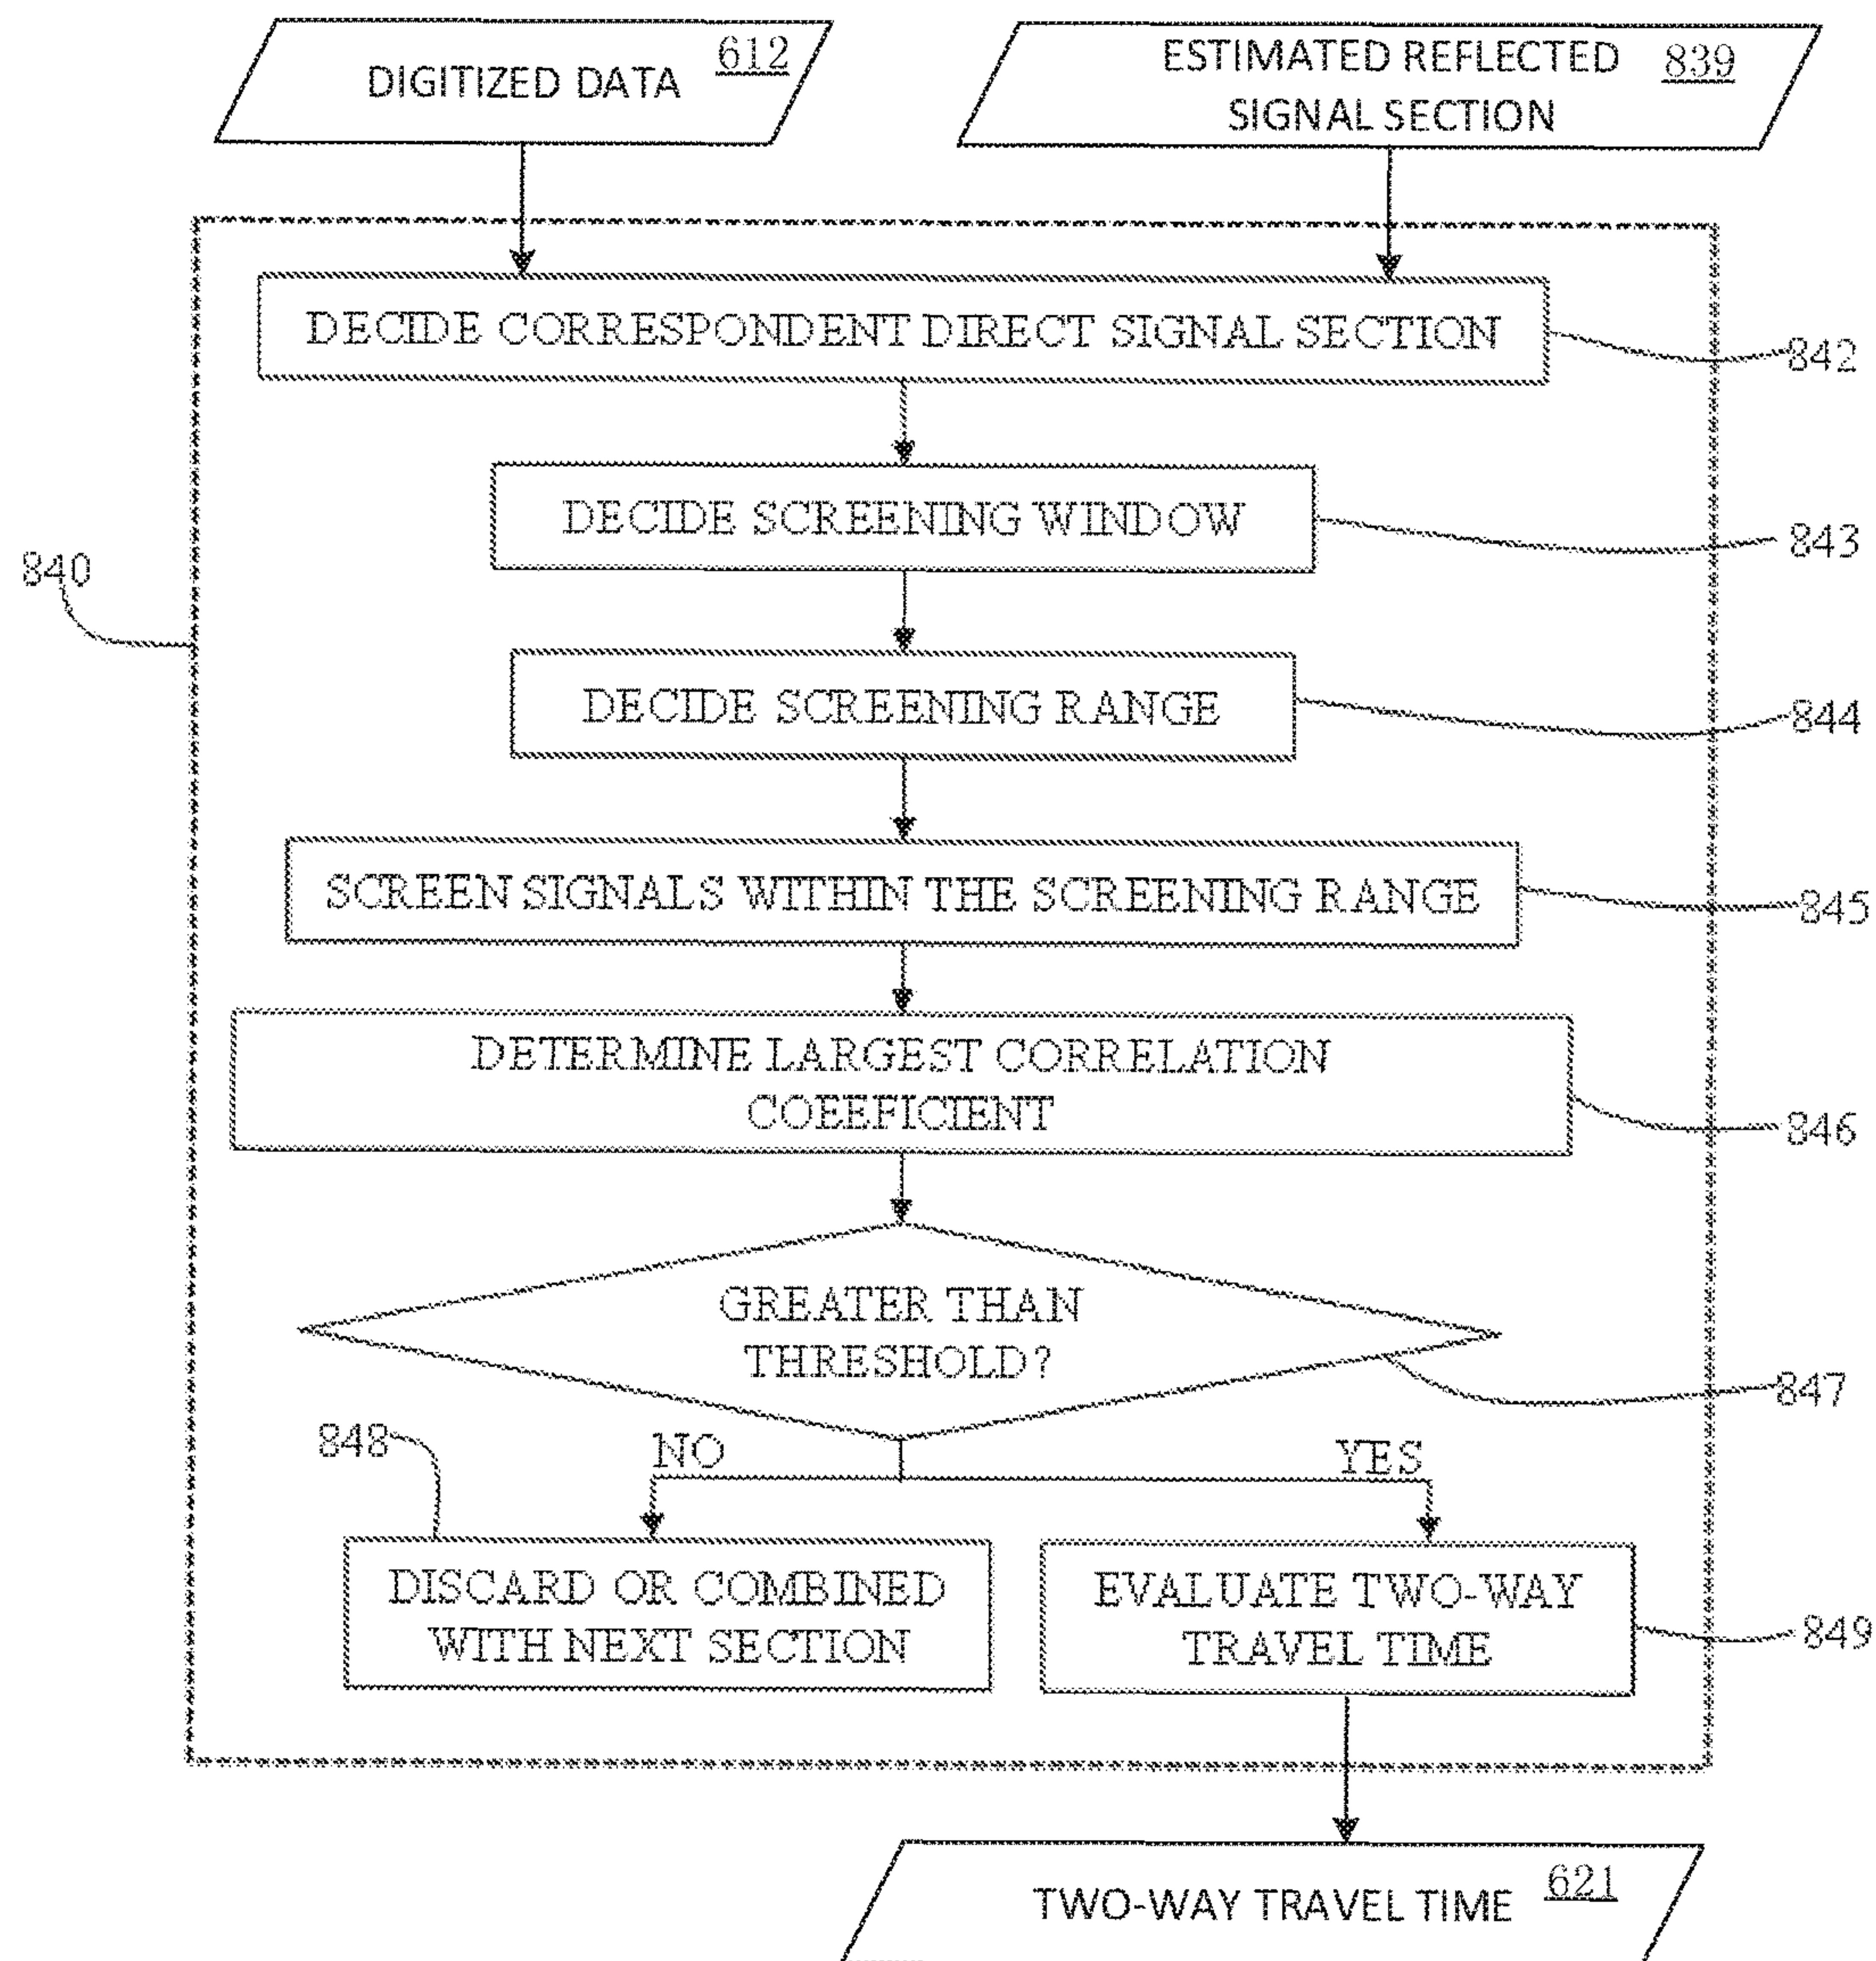 DIGITIZED DATA 612
ESTIMATED REFLECTED 839
SIGNAL SECTION
DECIDE CORRESPONDENT DIRECT SIGNAL SECTION
842
DECIDE SCREENING WINDOW
843
840
DECIDE SCREENING RANGE
844
SCREEN SIGNALS WITHIN THE SCREENING RANGE
845
DETERMINE LARGEST CORRELATION
COEEFICIENT
846
GREATER THAN
THRESHOLD?
847
848
NO
YES
DISCARD OR COMBINED
WITH NEXT SECTION
EVALUATE TWO-WAY
TRAVEL TIME
849
TWO-WAY TRAVEL TIME 621